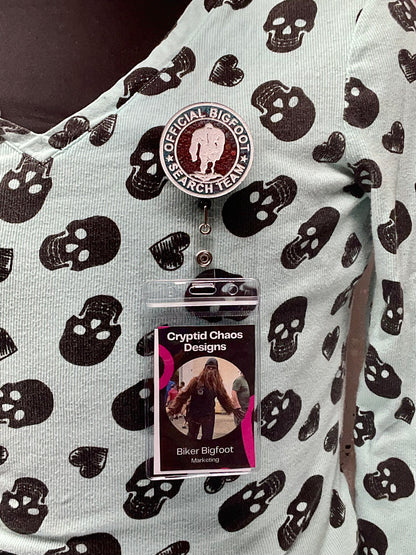 OFFICIAL BIGFOOT
SEARCH TEAM
Cryptid Chaos
Designs
Biker Bigfoot
Marketing